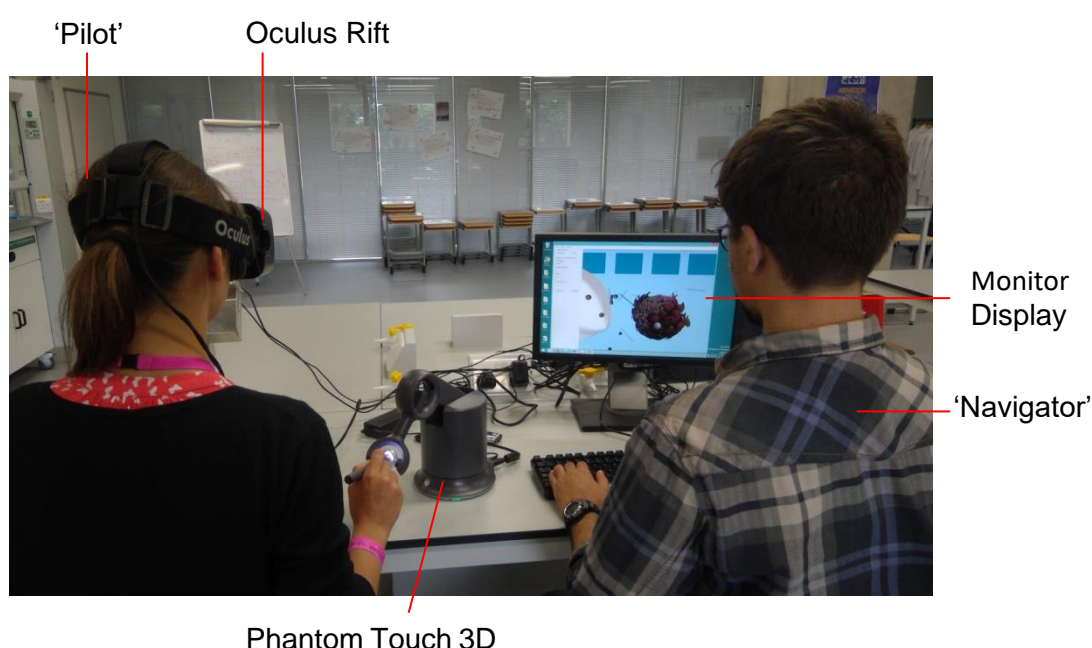 ‘Pilot’
Oculus Rift
Oculus
Monitor
Display
‘Navigator’
Phantom Touch 3D